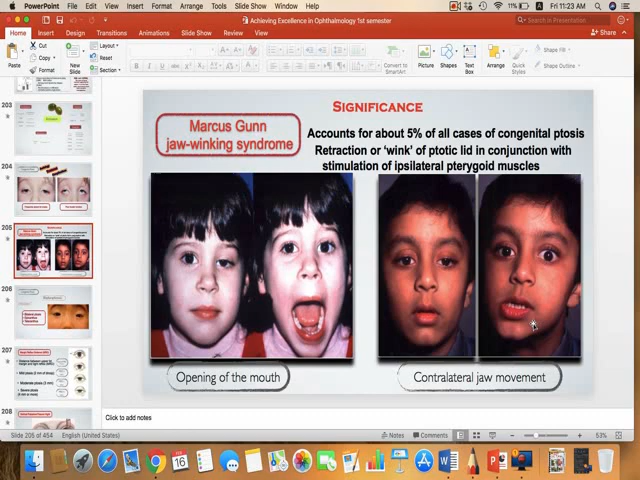 PowerPoint File Edit View Insert Format Arrange Tools Slide Show Window Help
11% Fri 11:23 AM
Achieving Excellence in Ophthalmology 1st semester
Search in Presentation
Home Insert Design Transitions Animations Slide Show Review View
Share
Paste
Cut
Copy
Format
New Slide
Layout
Reset
Section
Convert to SmartArt
Picture
Shapes
Text Box
Arrange
Quick Styles
Shape Fill
Shape Outline
203
204
205
206
207
208
SIGNIFICANCE
Marcus Gunn
jaw-winking syndrome
Accounts for about 5% of all cases of congenital ptosis
Retraction or ‘wink’ of ptotic lid in conjunction with
stimulation of ipsilateral pterygoid muscles
Opening of the mouth
Contralateral jaw movement
Click to add notes
Slide 205 of 454 English (United States)
Notes Comments 53%
FEB
16